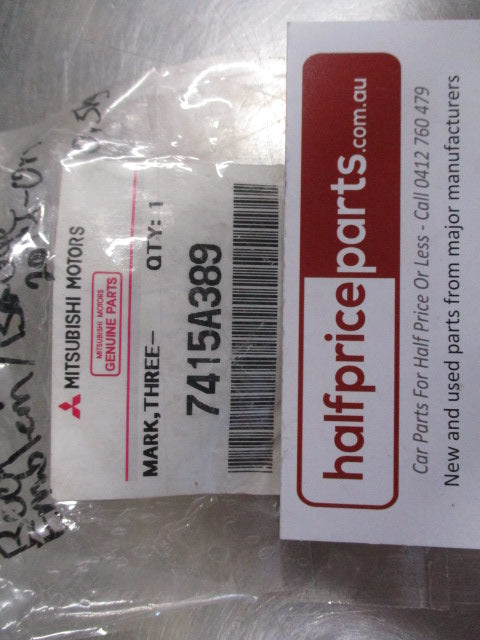 MITSUBISHI MOTORS
MITSUBISHI MOTORS
GENUINE PARTS
MARK,THREE- QTY: 1
7415A389
halfpriceparts.com.au
Car Parts For Half Price Or Less - Call 0412 760 479
New and used parts from major manufacturers